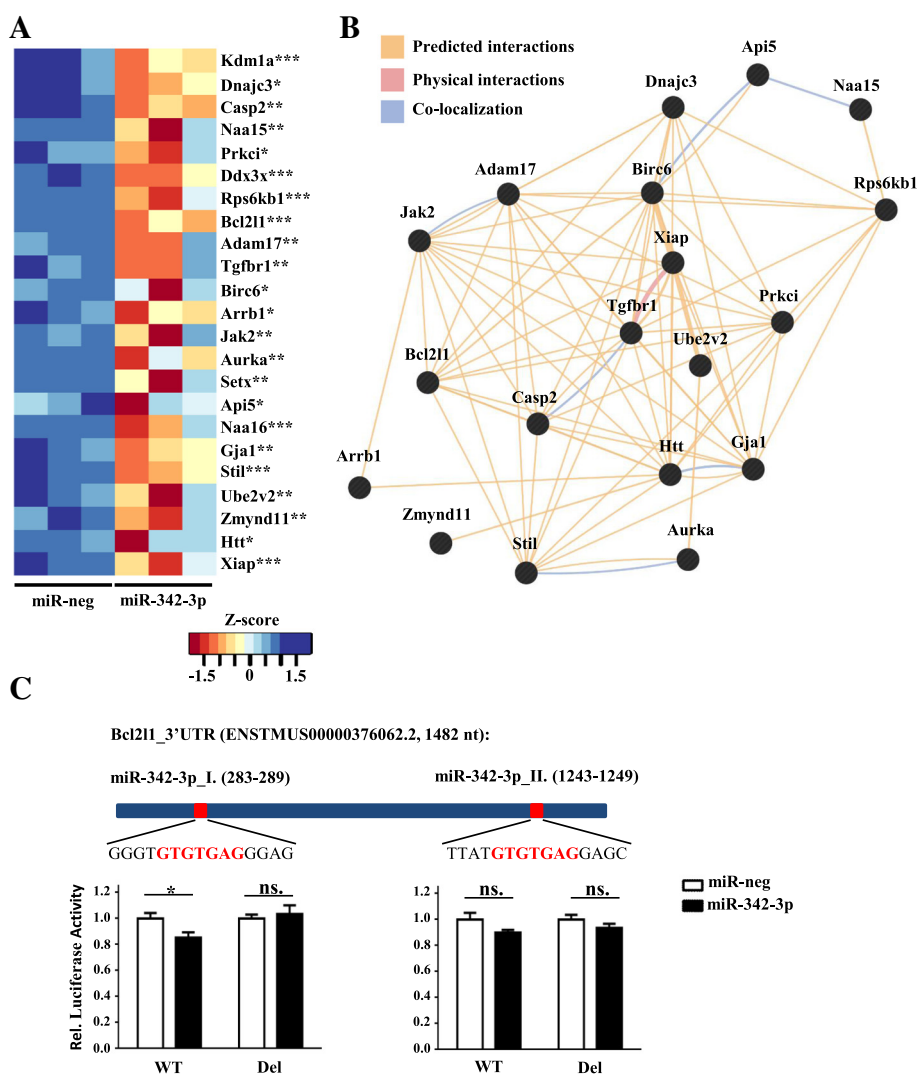 A
Kdm1a***
Dnajc3*
Casp2**
Naa15**
Prkci*
Ddx3x***
Rps6kb1***
Bcl2l1***
Adam17**
Tgfbr1**
Birc6*
Arrb1*
Jak2**
Aurka**
Setx**
Api5*
Naa16***
Gja1**
Stil***
Ube2v2**
Zmynd11**
Htt*
Xiap***
miR-neg miR-342-3p
Z-score
-1.5 0 1.5
B
Predicted interactions
Physical interactions
Co-localization
Api5
Dnajc3
Naa15
Adam17
Birc6
Rps6kb1
Jak2
Xiap
Tgfbr1
Prkci
Ube2v2
Bcl2l1
Casp2
Htt
Gja1
Arrb1
Zmynd11
Stil
Aurka
C
Bcl2l1_3'UTR (ENSTMUS00000376062.2, 1482 nt):
miR-342-3p_I. (283-289)
miR-342-3p_II. (1243-1249)
GGGTGTGTGAGGGAG
TTATGTGTGAGGAGC
Rel. Luciferase Activity
1.2
1.0
0.8
0.6
0.4
0.2
0.0
* ns.
WT Del
1.2
1.0
0.8
0.6
0.4
0.2
0.0
ns. ns.
WT Del
miR-neg
miR-342-3p